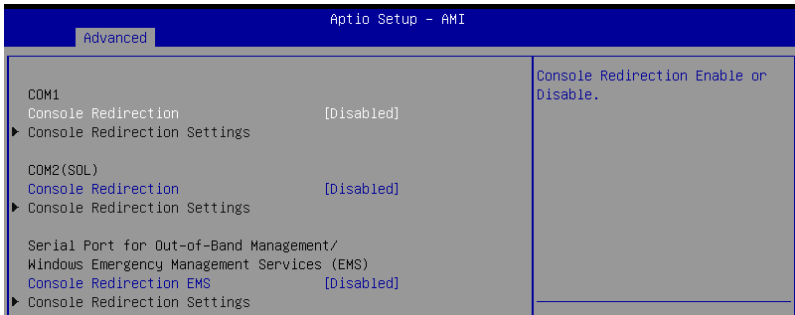 Aptio Setup – AMI
Advanced
COM1
Console Redirection [Disabled]
▶ Console Redirection Settings
COM2(SOL)
Console Redirection [Disabled]
▶ Console Redirection Settings
Serial Port for Out-of-Band Management/
Windows Emergency Management Services (EMS)
Console Redirection EMS [Disabled]
▶ Console Redirection Settings
Console Redirection Enable or
Disable.